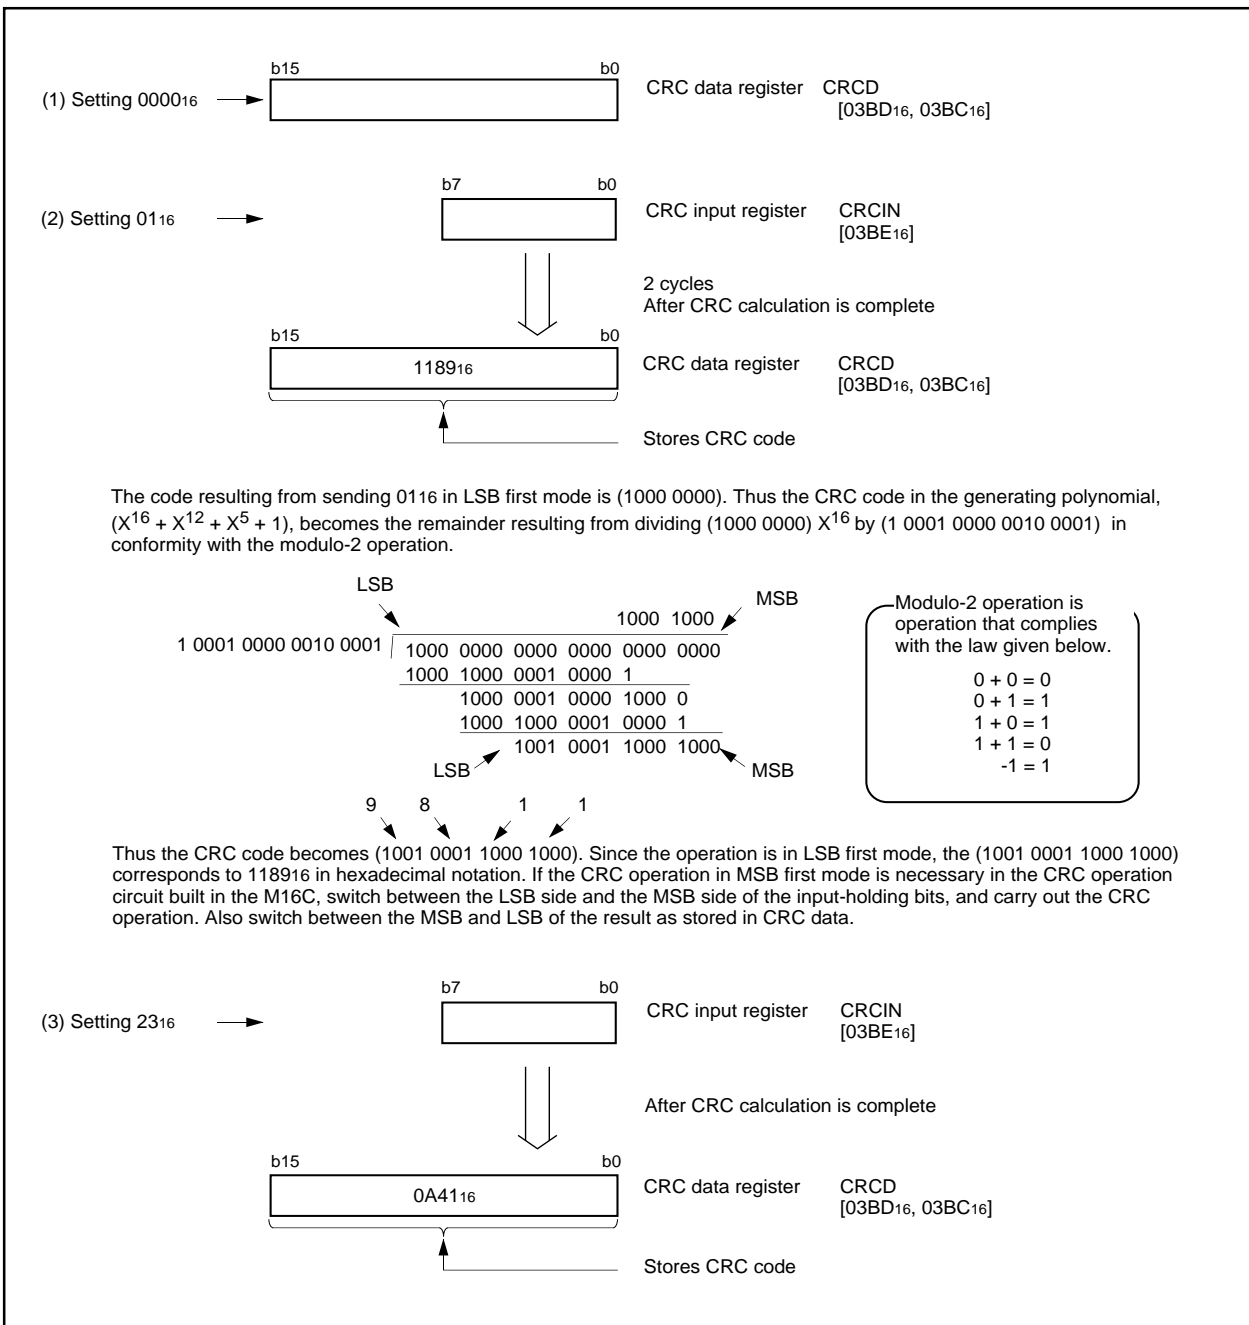 b15 b0
(1) Setting 0000₁₆
CRC data register CRCD
[03BD₁₆, 03BC₁₆]
b7 b0
(2) Setting 01₁₆
CRC input register CRCIN
[03BE₁₆]
2 cycles
After CRC calculation is complete
b15 b0
1189₁₆
CRC data register CRCD
[03BD₁₆, 03BC₁₆]
Stores CRC code
The code resulting from sending 01₁₆ in LSB first mode is (1000 0000). Thus the CRC code in the generating polynomial,
(X¹⁶ + X¹² + X⁵ + 1), becomes the remainder resulting from dividing (1000 0000) X¹⁶ by (1 0001 0000 0010 0001) in
conformity with the modulo-2 operation.
LSB
MSB
1000 1000
1 0001 0000 0010 0001
1000 0000 0000 0000 0000 0000
1000 1000 0001 0000 1
1000 0001 0000 1000 0
1000 1000 0001 0000 1
1001 0001 1000 1000
LSB
MSB
Modulo-2 operation is
operation that complies
with the law given below.
0 + 0 = 0
0 + 1 = 1
1 + 0 = 1
1 + 1 = 0
-1 = 1
9 8 1 1
Thus the CRC code becomes (1001 0001 1000 1000). Since the operation is in LSB first mode, the (1001 0001 1000 1000)
corresponds to 1189₁₆ in hexadecimal notation. If the CRC operation in MSB first mode is necessary in the CRC operation
circuit built in the M16C, switch between the LSB side and the MSB side of the input-holding bits, and carry out the CRC
operation. Also switch between the MSB and LSB of the result as stored in CRC data.
b7 b0
(3) Setting 23₁₆
CRC input register CRCIN
[03BE₁₆]
After CRC calculation is complete
b15 b0
0A41₁₆
CRC data register CRCD
[03BD₁₆, 03BC₁₆]
Stores CRC code